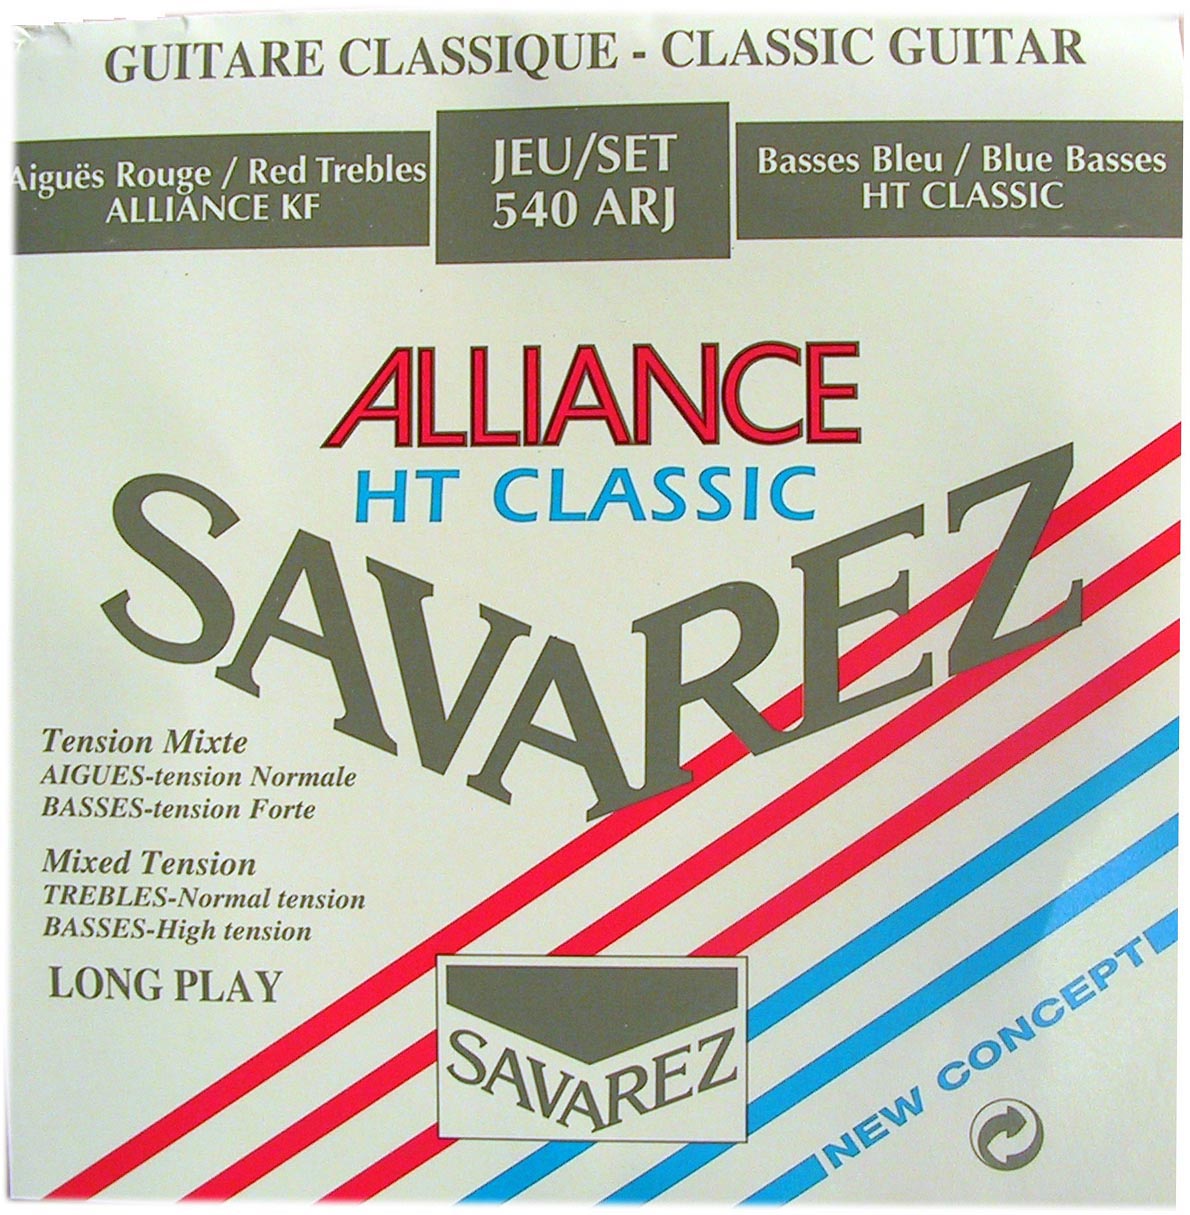 GUITARE CLASSIQUE - CLASSIC GUITAR
Aiguës Rouge / Red Trebles
ALLIANCE KF
JEU/SET
540 ARJ
Basses Bleu / Blue Basses
HT CLASSIC
ALLIANCE
HT CLASSIC
SAVAREZ
Tension Mixte
AIGUES-tension Normale
BASSES-tension Forte
Mixed Tension
TREBLES-Normal tension
BASSES-High tension
LONG PLAY
SAVAREZ
NEW CONCEPT